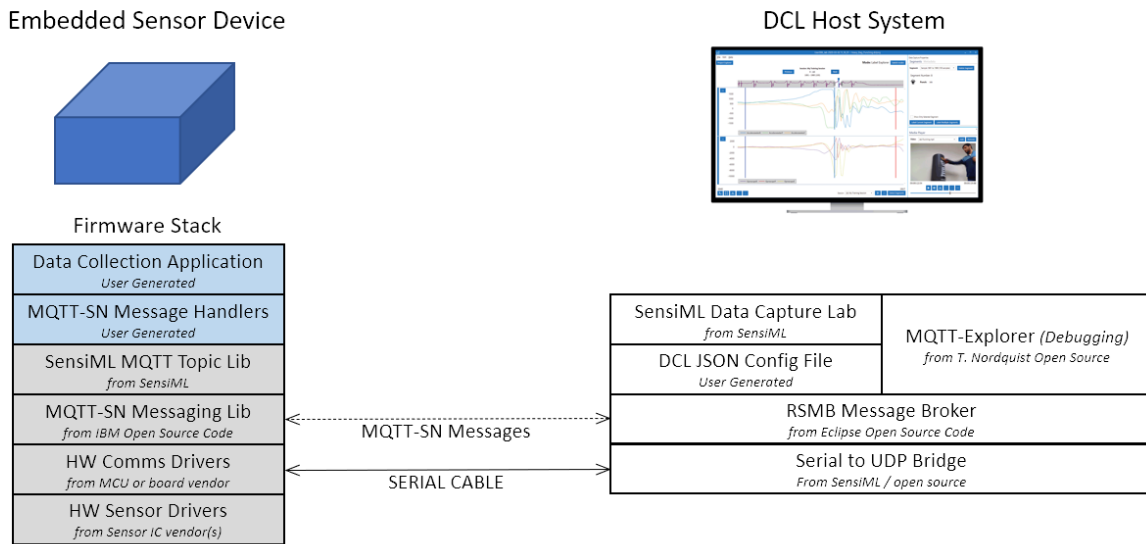 Embedded Sensor Device
DCL Host System
Firmware Stack
Data Collection Application
User Generated
MQTT-SN Message Handlers
User Generated
SensiML MQTT Topic Lib
from SensiML
MQTT-SN Messaging Lib
from IBM Open Source Code
HW Comms Drivers
from MCU or board vendor
HW Sensor Drivers
from Sensor IC vendor(s)
MQTT-SN Messages
SERIAL CABLE
SensiML Data Capture Lab
from SensiML
DCL JSON Config File
User Generated
MQTT-Explorer (Debugging)
from T. Nordquist Open Source
RSMB Message Broker
from Eclipse Open Source Code
Serial to UDP Bridge
From SensiML / open source